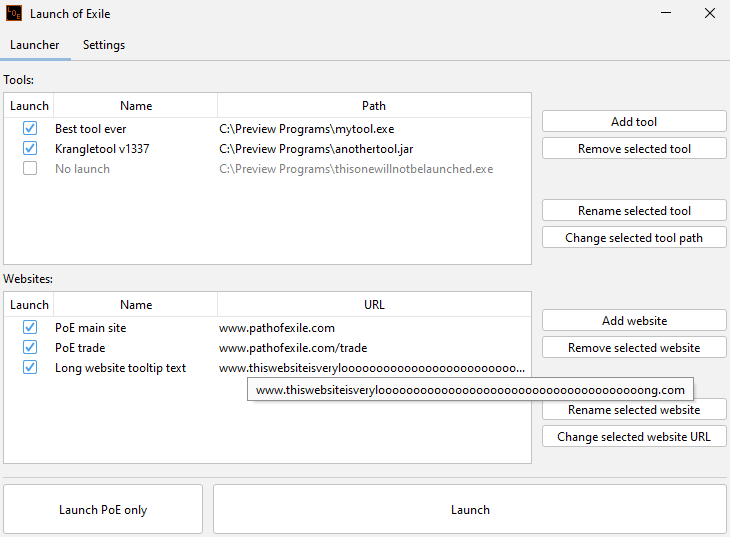 LOE Launch of Exile
Launcher Settings
Tools:
Launch Name Path
Best tool ever C:\Preview Programs\mytool.exe
Krangletool v1337 C:\Preview Programs\anothertool.jar
No launch C:\Preview Programs\thisonewillnotbelaunched.exe
Add tool
Remove selected tool
Rename selected tool
Change selected tool path
Websites:
Launch Name URL
PoE main site www.pathofexile.com
PoE trade www.pathofexile.com/trade
Long website tooltip text www.thiswebsiteisverylooooooooooooooooooooooooo...
www.thiswebsiteisverylooooooooooooooooooooooooooooooooooooooong.com
Add website
Remove selected website
Rename selected website
Change selected website URL
Launch PoE only
Launch